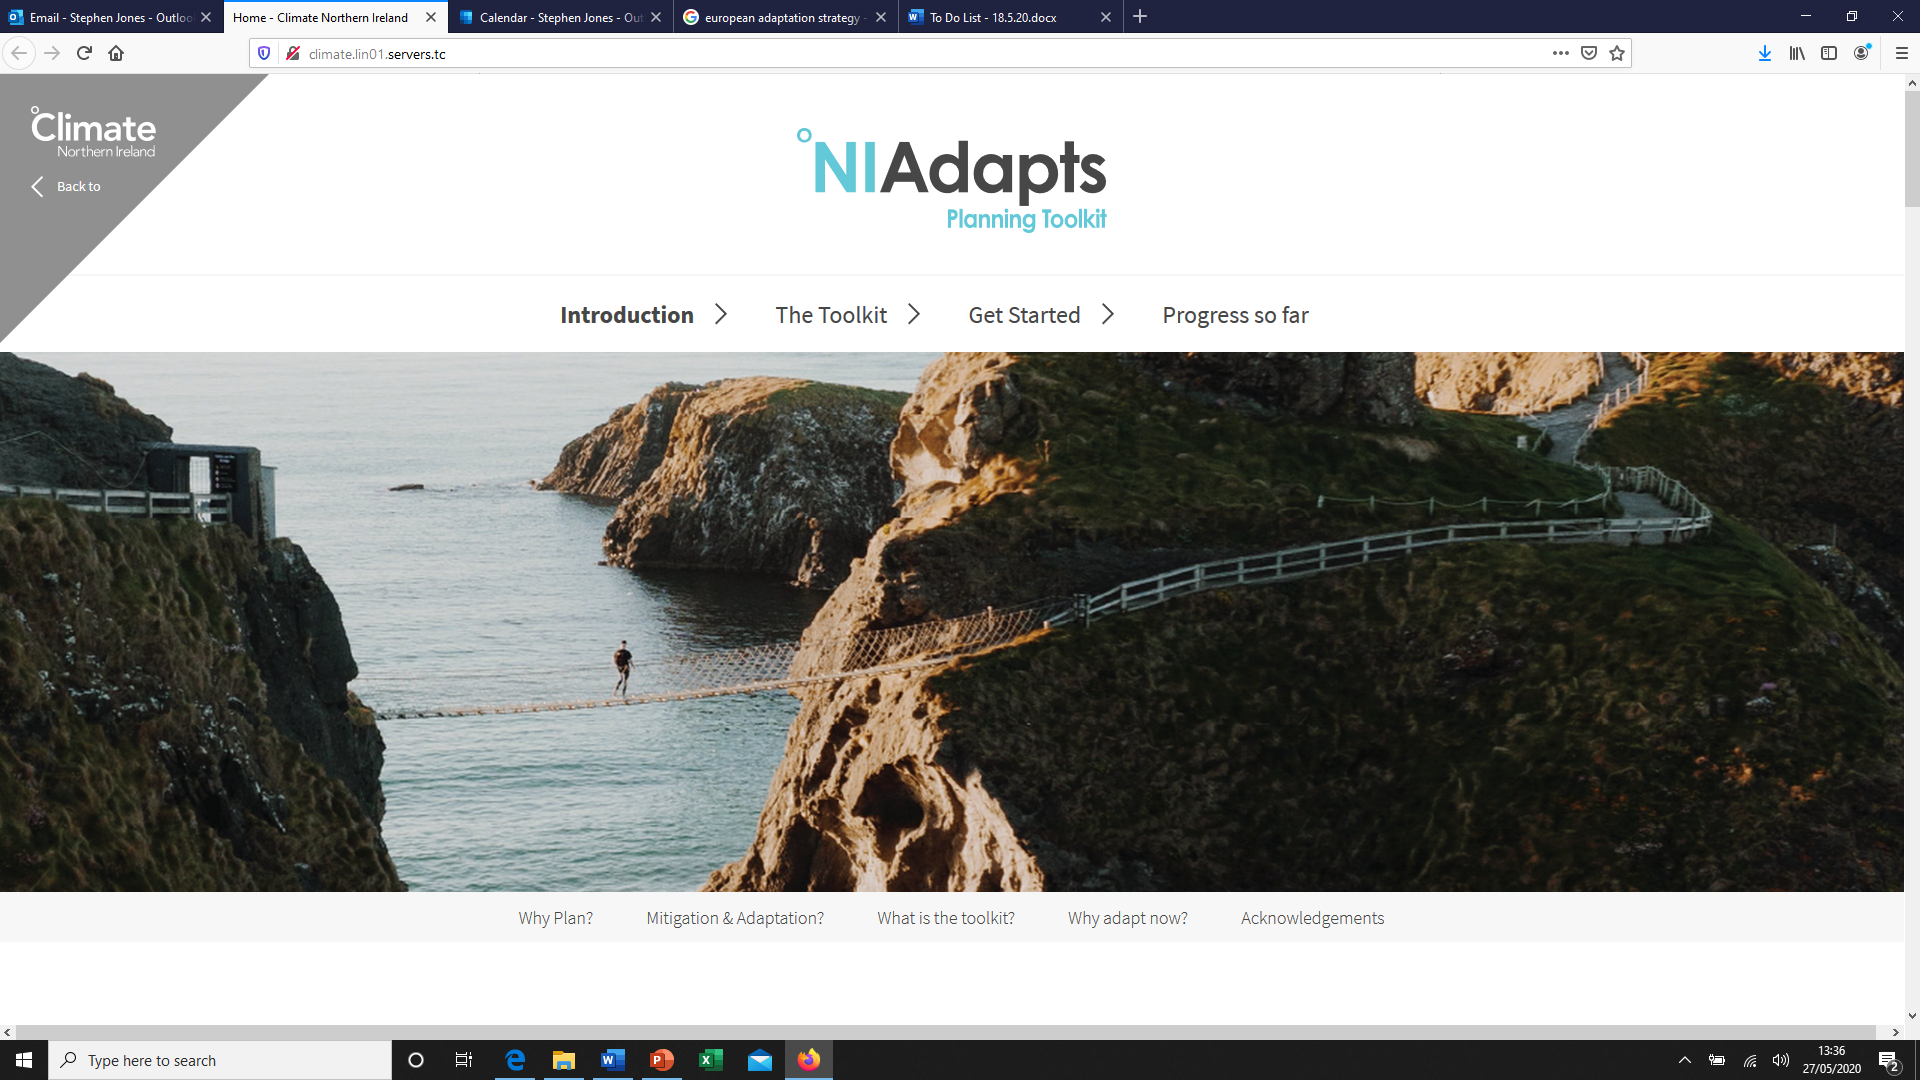 Email - Stephen Jones - Outloo
Home - Climate Northern Ireland
Calendar - Stephen Jones - Out
european adaptation strategy -
To Do List - 18.5.20.docx
climate.lin01.servers.tc
Climate
Northern Ireland
Back to
NIAdapts
Planning Toolkit
Introduction
The Toolkit
Get Started
Progress so far
Why Plan?
Mitigation & Adaptation?
What is the toolkit?
Why adapt now?
Acknowledgements
Type here to search
13:36
27/05/2020
2